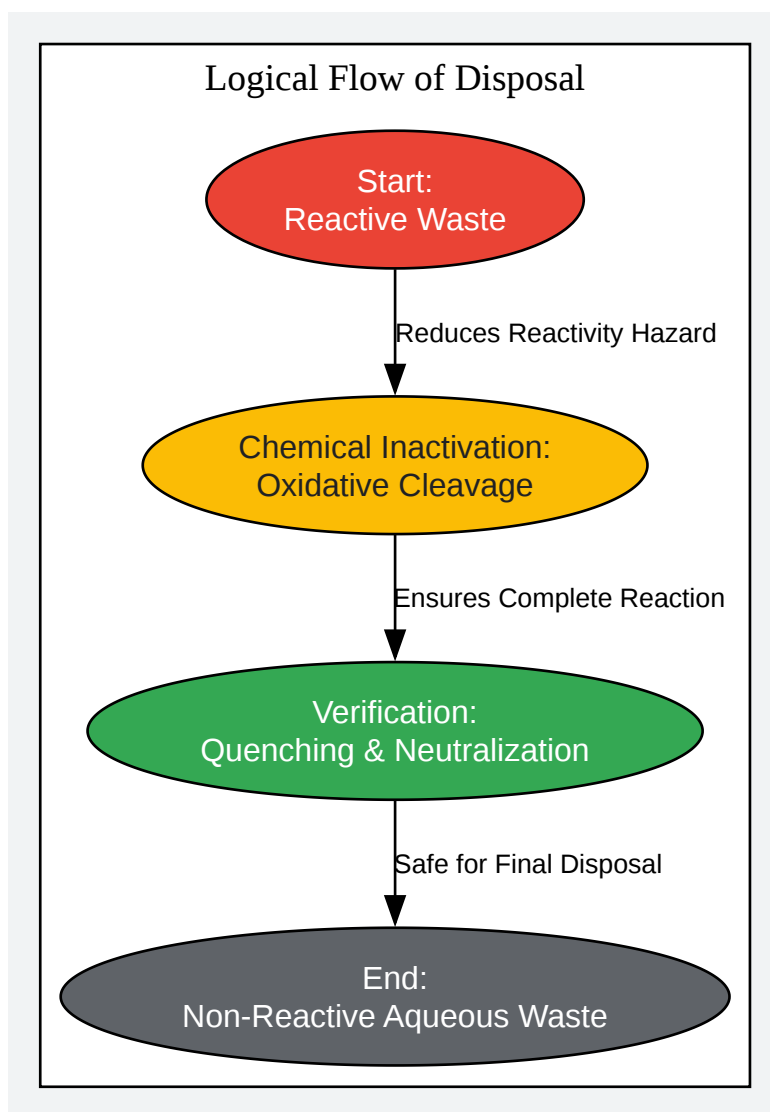 Logical Flow of Disposal
Start:
Reactive Waste
Reduces Reactivity Hazard
Chemical Inactivation:
Oxidative Cleavage
Ensures Complete Reaction
Verification:
Quenching & Neutralization
Safe for Final Disposal
End:
Non-Reactive Aqueous Waste